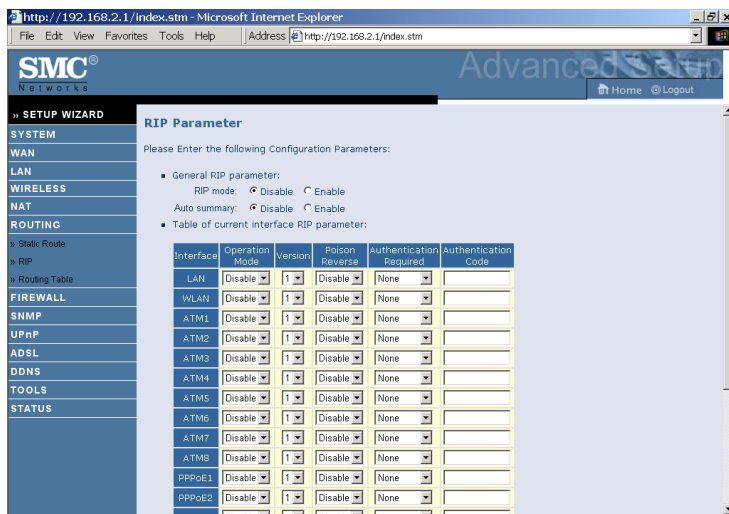 http://192.168.2.1/index.stm - Microsoft Internet Explorer
File Edit View Favorites Tools Help Address http://192.168.2.1/index.stm
SMC®
Networks
Advanced Setup
Home Logout
» SETUP WIZARD
SYSTEM
WAN
LAN
WIRELESS
NAT
ROUTING
» Static Route
» RIP
» Routing Table
FIREWALL
SNMP
UPnP
ADSL
DDNS
TOOLS
STATUS
RIP Parameter
Please Enter the following Configuration Parameters:
General RIP parameter:
RIP mode: Disable Enable
Auto summary: Disable Enable
Table of current interface RIP parameter:
Interface Operation Mode Version Poison Reverse Authentication Required Authentication Code
LAN Disable 1 Disable None
WLAN Disable 1 Disable None
ATM1 Disable 1 Disable None
ATM2 Disable 1 Disable None
ATM3 Disable 1 Disable None
ATM4 Disable 1 Disable None
ATM5 Disable 1 Disable None
ATM6 Disable 1 Disable None
ATM7 Disable 1 Disable None
ATM8 Disable 1 Disable None
PPPoE1 Disable 1 Disable None
PPPoE2 Disable 1 Disable None